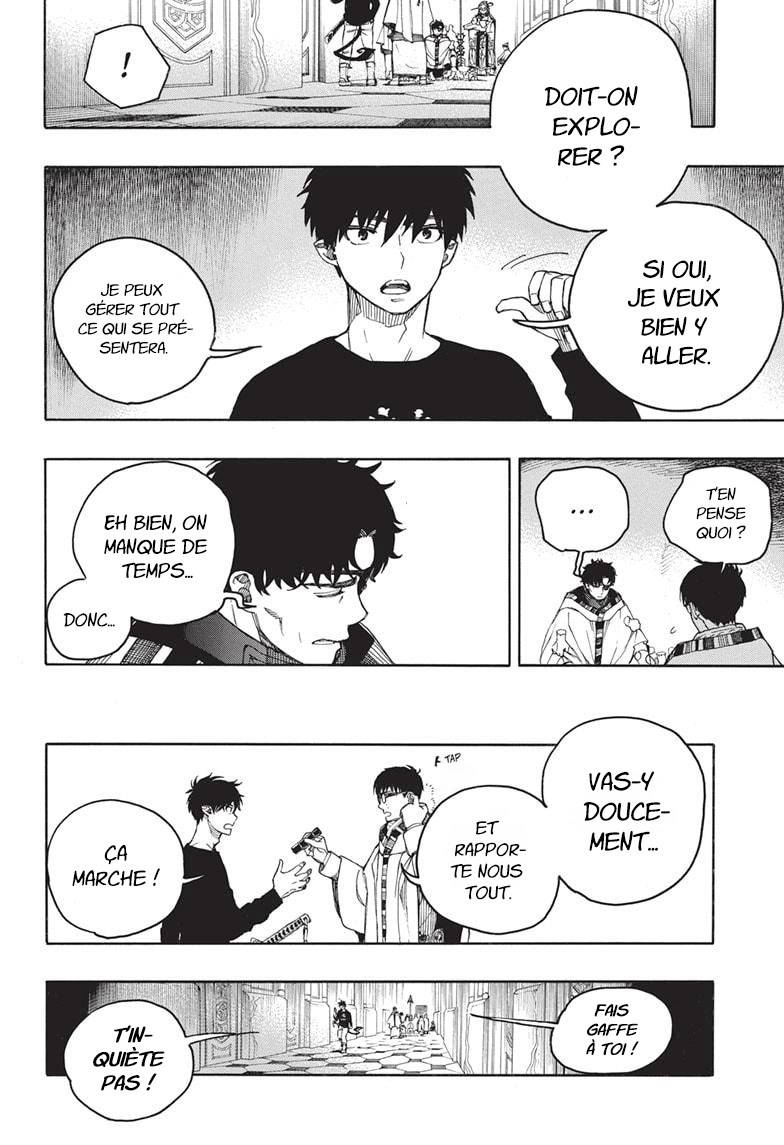 DOIT-ON
EXPLO-
RER ?
!
SI OUI,
JE VEUX
BIEN Y
ALLER.
JE PEUX
GÉRER TOUT
CE QUI SE PRÉ-
SENTERA.
T'EN
PENSE
QUOI ?
...
EH BIEN, ON
MANQUE DE
TEMPS...
DONC...
VAS-Y
DOUCE-
MENT...
TAP
ET
RAPPOR-
TE NOUS
TOUT.
ÇA
MARCHE !
FAIS
GAFFE
À TOI !
T'IN-
QUIÈTE
PAS !